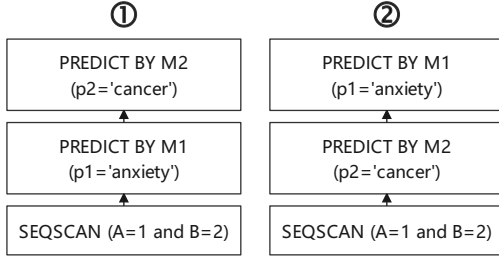 ①
PREDICT BY M2
(p2='cancer')
PREDICT BY M1
(p1='anxiety')
SEQSCAN (A=1 and B=2)
②
PREDICT BY M1
(p1='anxiety')
PREDICT BY M2
(p2='cancer')
SEQSCAN (A=1 and B=2)